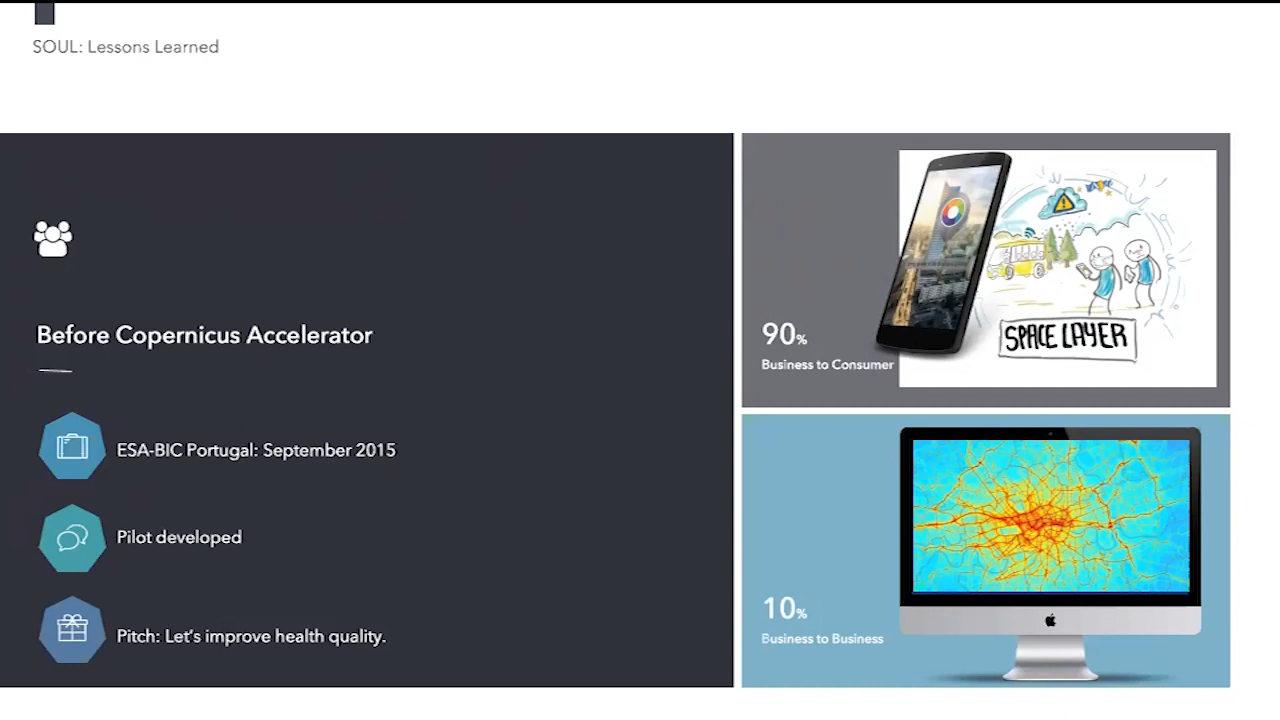 SOUL: Lessons Learned
Before Copernicus Accelerator
ESA-BIC Portugal: September 2015
Pilot developed
Pitch: Let's improve health quality.
90%
Business to Consumer
SPACE LAYER
10%
Business to Business